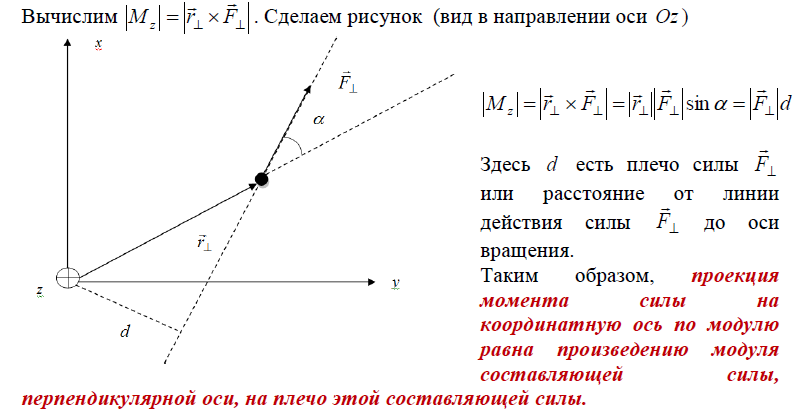 Вычислим |M_z| = |r⃗_⊥ × F⃗_⊥|. Сделаем рисунок (вид в направлении оси Oz)
x
F⃗_⊥
α
|M_z| = |r⃗_⊥ × F⃗_⊥| = |r⃗_⊥||F⃗_⊥| sin α = |F⃗_⊥|d
Здесь d есть плечо силы F⃗_⊥
или расстояние от линии
действия силы F⃗_⊥ до оси
вращения.
r⃗_⊥
z
y
d
Таким образом, проекция
момента силы на
координатную ось по модулю
равна произведению модуля
составляющей силы,
перпендикулярной оси, на плечо этой составляющей силы.